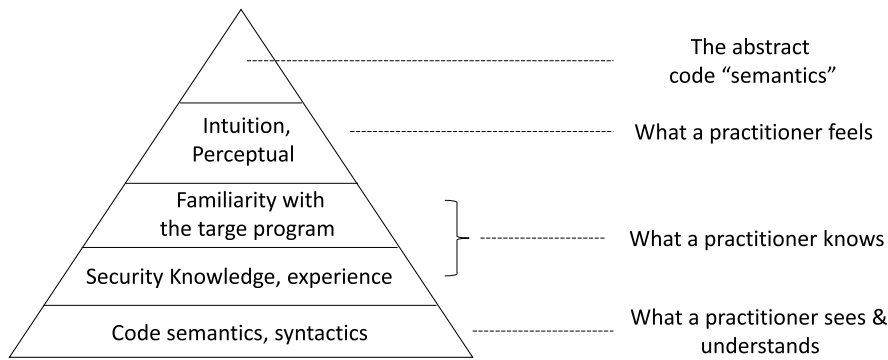 The abstract
code “semantics”
Intuition,
Perceptual
What a practitioner feels
Familiarity with
the targe program
What a practitioner knows
Security Knowledge, experience
Code semantics, syntactics
What a practitioner sees &
understands